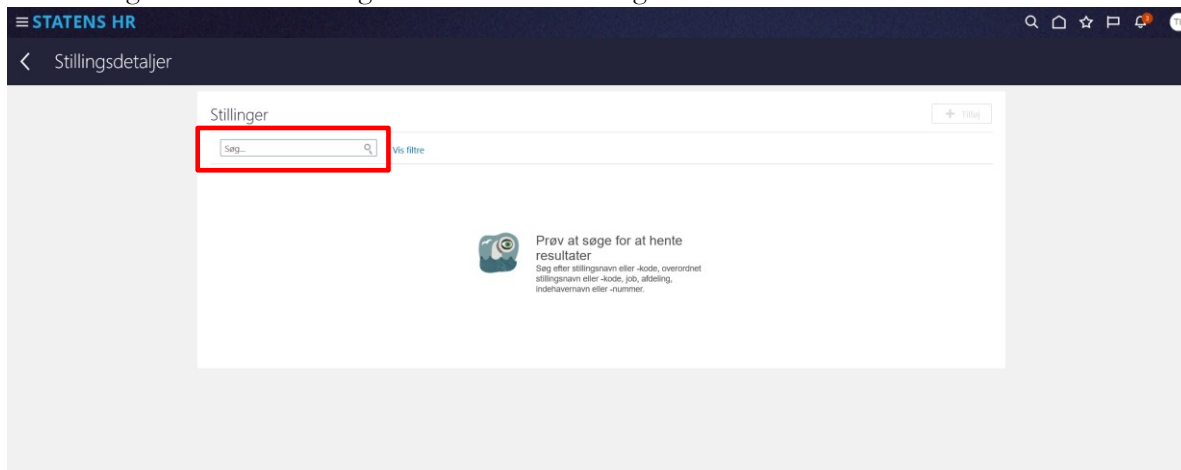 STATENS HR
Stillingsdetaljer
Stillinger
+ Tilføj
Søg...
Vis filtre
Prøv at søge for at hente
resultater
Søg efter stillingsnavn eller -kode, overordnet
stillingsnavn eller -kode, job, afdeling,
indehavernavn eller -nummer.